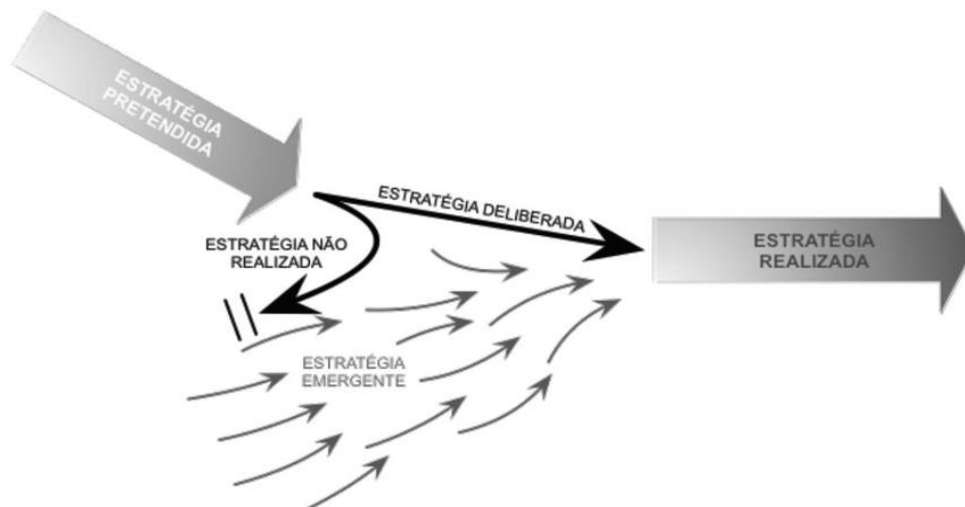 ESTRATÉGIA
PRETENDIDA
ESTRATÉGIA DELIBERADA
ESTRATÉGIA NÃO
REALIZADA
ESTRATÉGIA
REALIZADA
ESTRATÉGIA
EMERGENTE